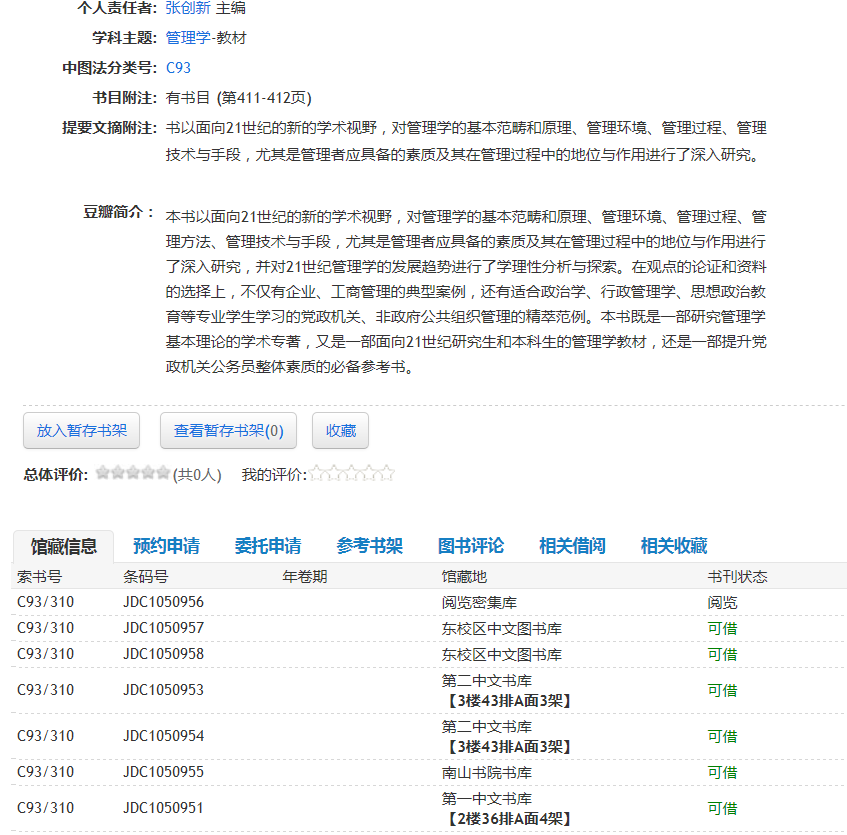 个人责任者: 张创新 主编
学科主题: 管理学-教材
中图法分类号: C93
书目附注: 有书目 (第411-412页)
提要文摘附注: 书以面向21世纪的新的学术视野，对管理学的基本范畴和原理、管理环境、管理过程、管理
技术与手段，尤其是管理者应具备的素质及其在管理过程中的地位与作用进行了深入研究。
豆瓣简介： 本书以面向21世纪的新的学术视野，对管理学的基本范畴和原理、管理环境、管理过程、管
理方法、管理技术与手段，尤其是管理者应具备的素质及其在管理过程中的地位与作用进行
了深入研究，并对21世纪管理学的发展趋势进行了学理性分析与探索。在观点的论证和资料
的选择上，不仅有企业、工商管理的典型案例，还有适合政治学、行政管理学、思想政治教
育等专业学生学习的党政机关、非政府公共组织管理的精萃范例。本书既是一部研究管理学
基本理论的学术专著，又是一部面向21世纪研究生和本科生的管理学教材，还是一部提升党
政机关公务员整体素质的必备参考书。
放入暂存书架 查看暂存书架(0) 收藏
总体评价: (共0人) 我的评价:
馆藏信息 预约申请 委托申请 参考书架 图书评论 相关借阅 相关收藏
索书号 条码号 年卷期 馆藏地 书刊状态
C93/310 JDC1050956 阅览密集库 阅览
C93/310 JDC1050957 东校区中文图书库 可借
C93/310 JDC1050958 东校区中文图书库 可借
C93/310 JDC1050953 第二中文书库 可借
【3楼43排A面3架】
C93/310 JDC1050954 第二中文书库 可借
【3楼43排A面3架】
C93/310 JDC1050955 南山书院书库 可借
C93/310 JDC1050951 第一中文书库 可借
【2楼36排A面4架】